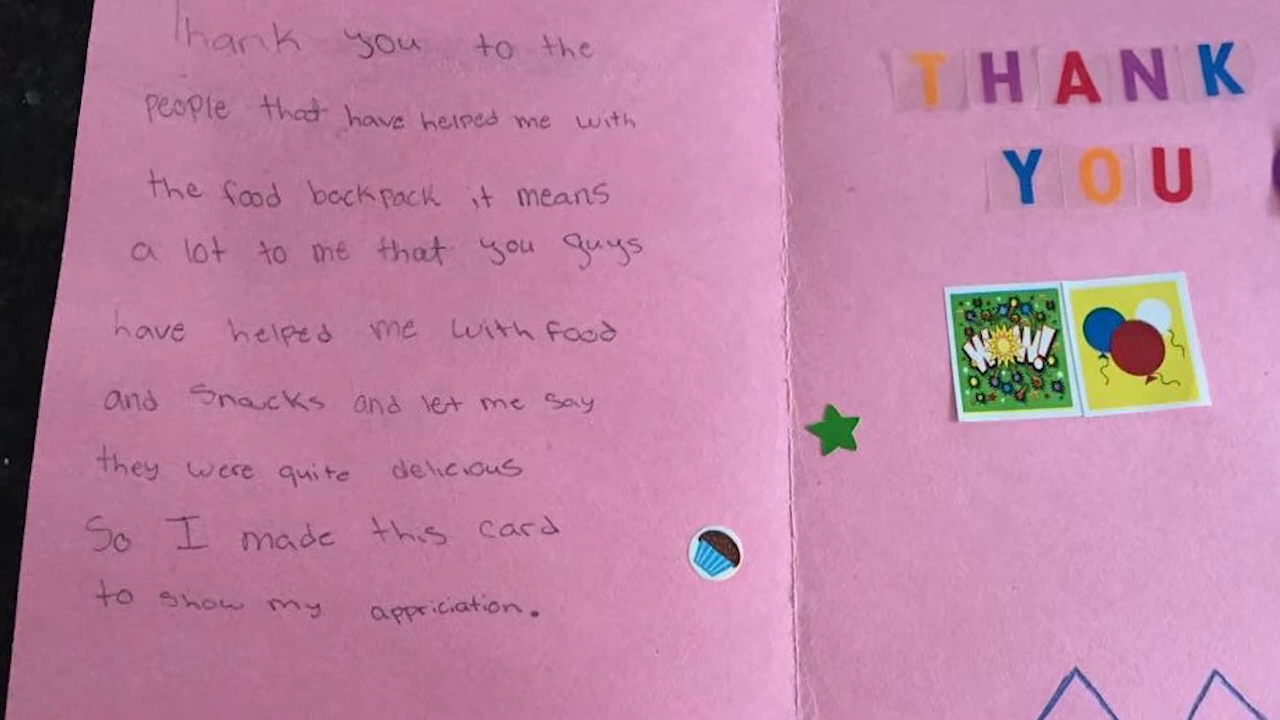 Thank you to the
people that have helped me with
the food backpack it means
a lot to me that you guys
have helped me with food
and snacks and let me say
they were quite delicious
So I made this card
to show my appriciation.
THANK
YOU
WOW!